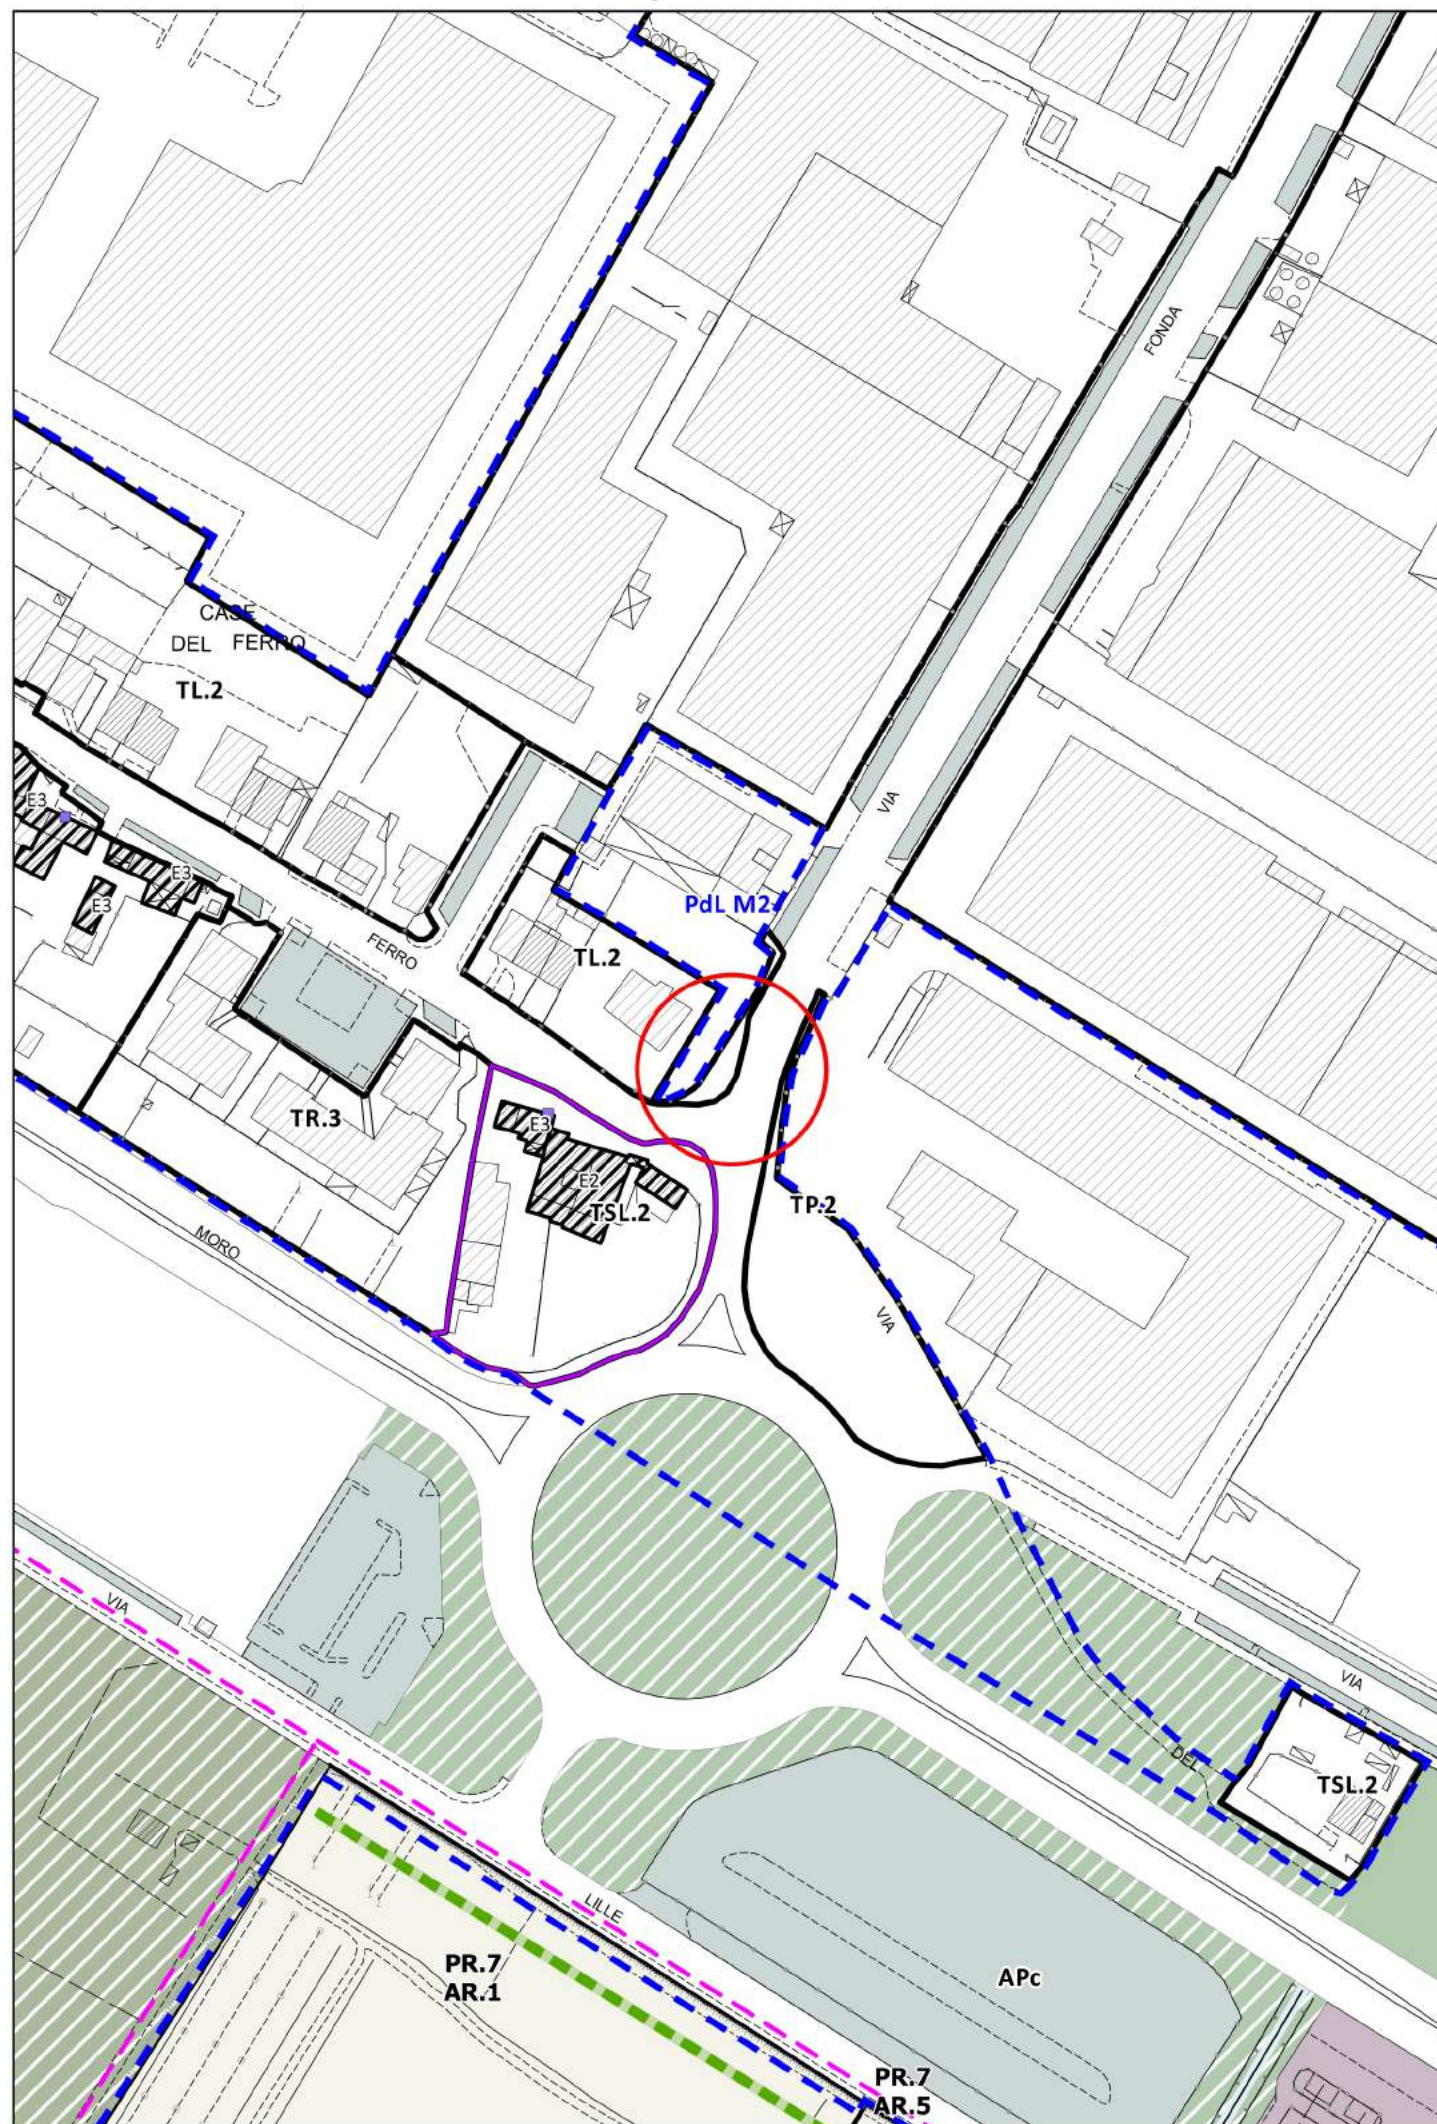 FONDA
CASE
DEL FERRO
TL.2
E3
VIA
E3
E3
PdL M2
FERRO
TL.2
TR.3
E3
E2
TSL.2
TP.2
MORO
VIA
VIA
VIA
DEL
TSL.2
LILLE
PR.7
AR.1
APc
PR.7
AR.5